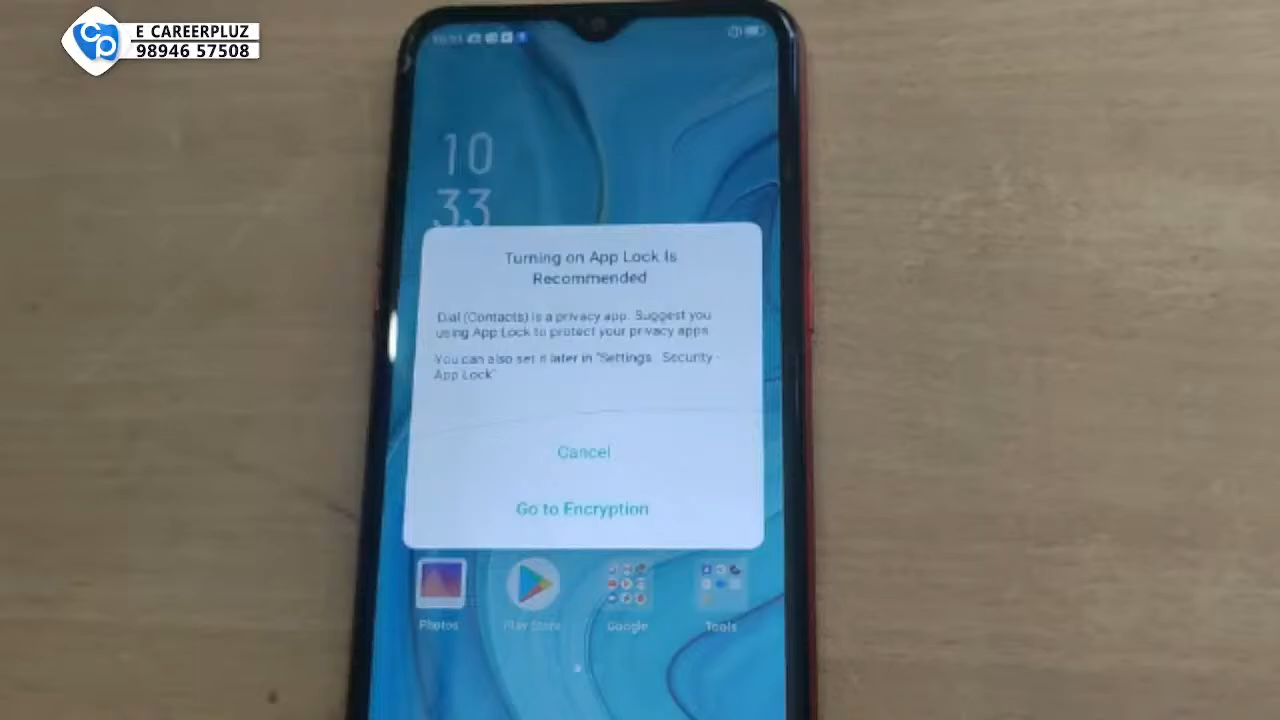 E CAREERPLUZ
98946 57508
10
33
Turning on App Lock Is
Recommended
Dial (Contacts) is a privacy app. Suggest you
using App Lock to protect your privacy apps.
You can also set it later in "Settings - Security -
App Lock"
Cancel
Go to Encryption
Photos
Play Store
Google
Tools